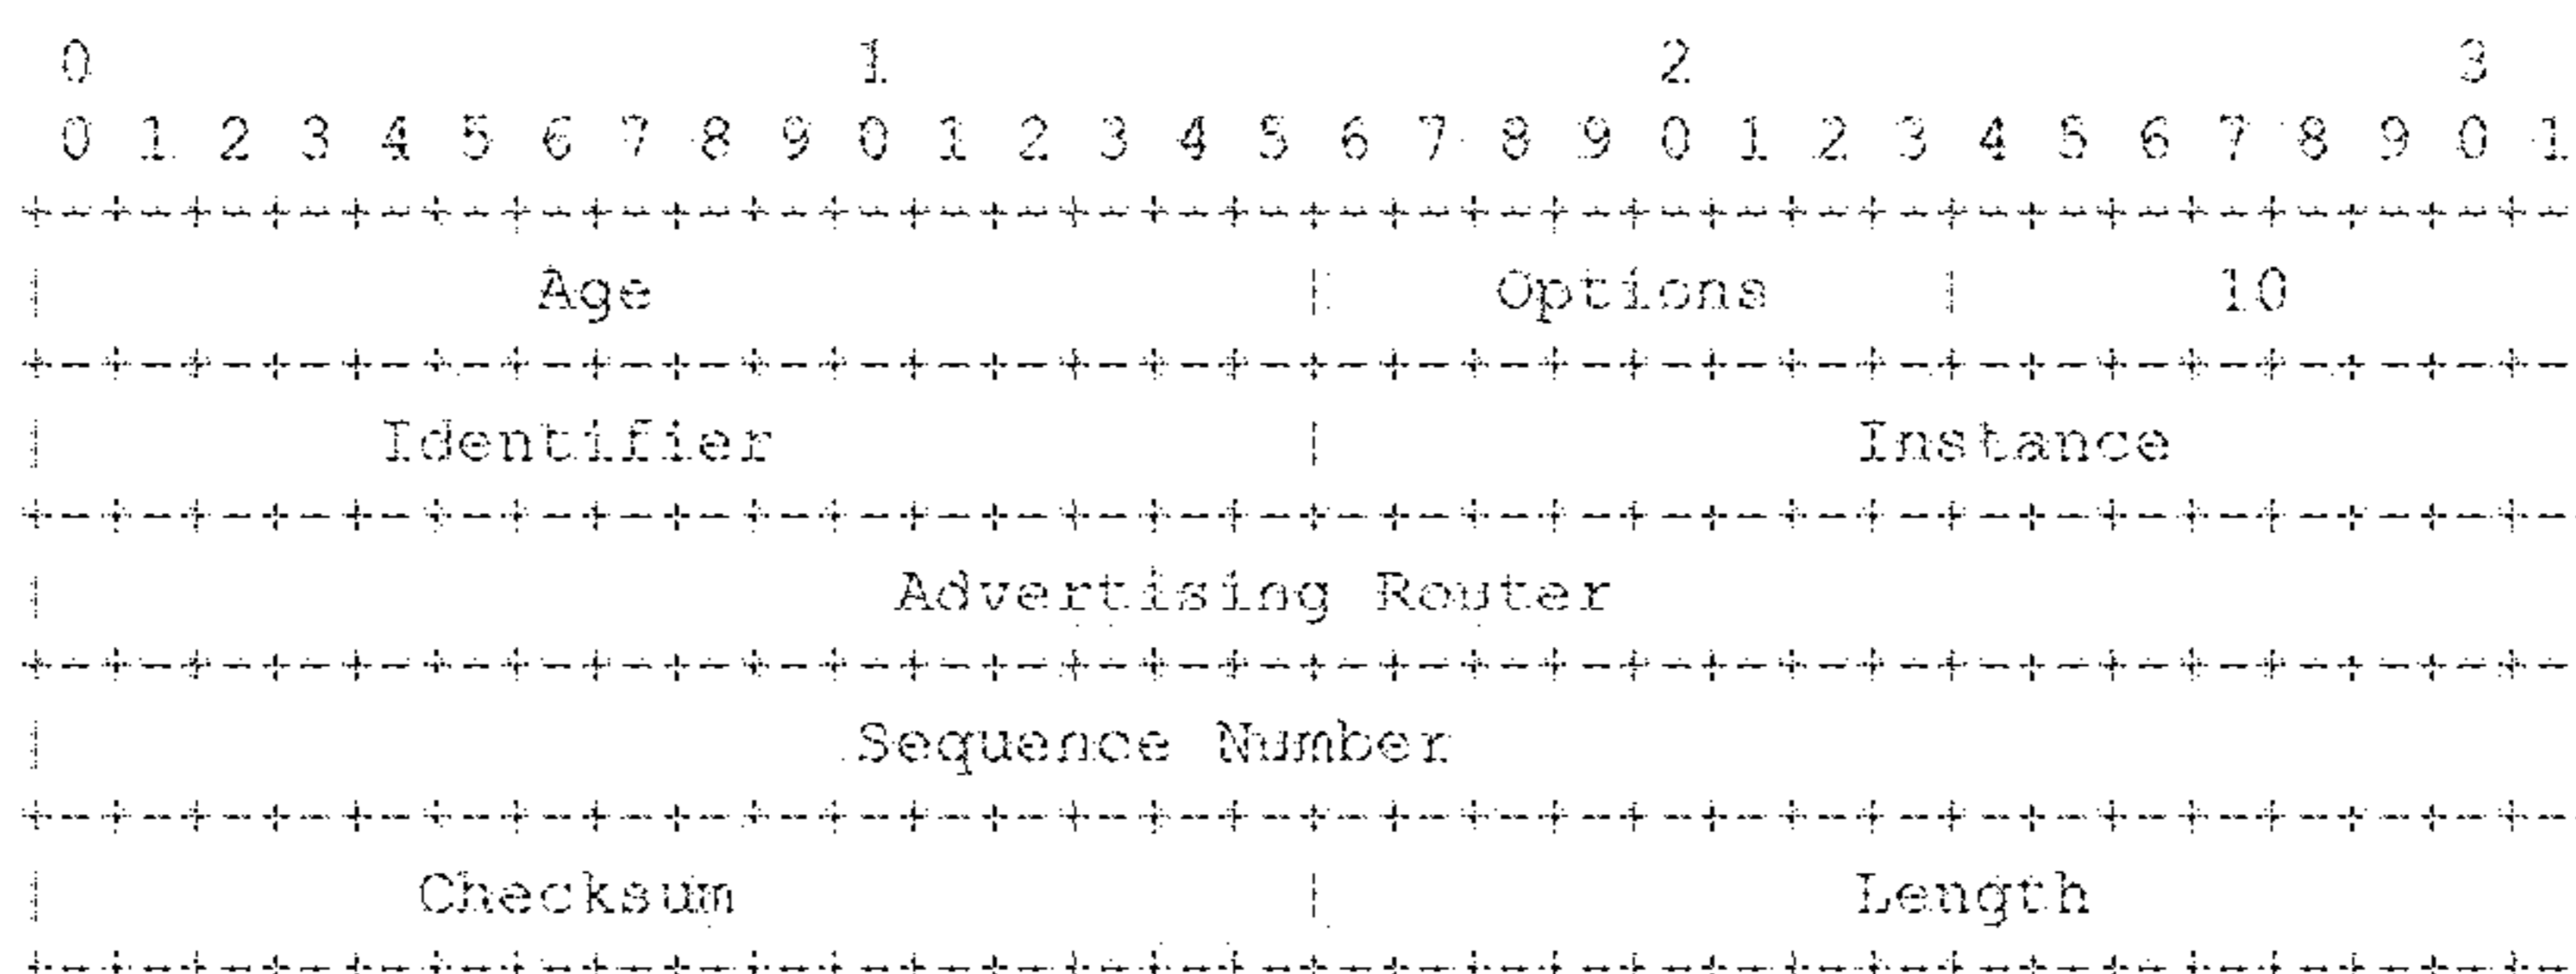 0 1 2 3
0 1 2 3 4 5 6 7 8 9 0 1 2 3 4 5 6 7 8 9 0 1 2 3 4 5 6 7 8 9 0 1
+-+-+-+-+-+-+-+-+-+-+-+-+-+-+-+-+-+-+-+-+-+-+-+-+-+-+-+-+-+-+-+-
| Age | Options | 10
+-+-+-+-+-+-+-+-+-+-+-+-+-+-+-+-+-+-+-+-+-+-+-+-+-+-+-+-+-+-+-+-
| Identifier | Instance
+-+-+-+-+-+-+-+-+-+-+-+-+-+-+-+-+-+-+-+-+-+-+-+-+-+-+-+-+-+-+-+-
| Advertising Router
+-+-+-+-+-+-+-+-+-+-+-+-+-+-+-+-+-+-+-+-+-+-+-+-+-+-+-+-+-+-+-+-
| Sequence Number
+-+-+-+-+-+-+-+-+-+-+-+-+-+-+-+-+-+-+-+-+-+-+-+-+-+-+-+-+-+-+-+-
| Checksum | Length
+-+-+-+-+-+-+-+-+-+-+-+-+-+-+-+-+-+-+-+-+-+-+-+-+-+-+-+-+-+-+-+-